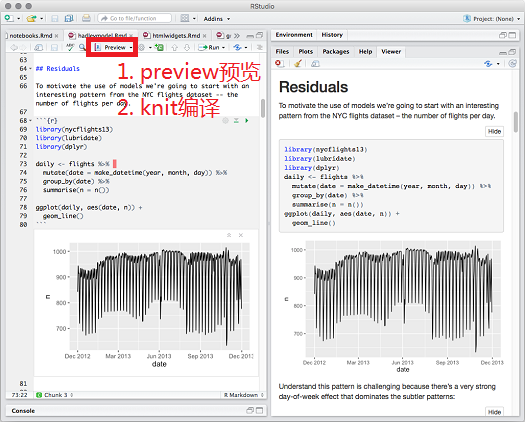 RStudio
Go to file/function
Addins
Project: (None)
notebooks.Rmd
hadleymodel.Rmd
htmlwidgets.Rmd
Preview
Run
1. preview预览
2. knit编译
64 ## Residuals
65
66 To motivate the use of models we're going to start with an
interesting pattern from the NYC flights dataset -- the
number of flights per day.
67
68 ```{r}
69 library(nycflights13)
70 library(lubridate)
71 library(dplyr)
72
73 daily <- flights %>%
74 mutate(date = make_datetime(year, month, day)) %>%
75 group_by(date) %>%
76 summarise(n = n())
77
78 ggplot(daily, aes(date, n)) +
79 geom_line()
80 ```
1000
900
800
700
n
Dec 2012 Mar 2013 Jun 2013 Sep 2013 Dec 2013
date
81
82
73:22 Chunk 3 R Markdown
Console
Environment History
Files Plots Packages Help Viewer
Residuals
To motivate the use of models we're going to start with an interesting
pattern from the NYC flights dataset – the number of flights per day.
Hide
library(nycflights13)
library(lubridate)
library(dplyr)
daily <- flights %>%
mutate(date = make_datetime(year, month, day)) %>%
group_by(date) %>%
summarise(n = n())
ggplot(daily, aes(date, n)) +
geom_line()
1000
900
800
700
n
Dec 2012 Mar 2013 Jun 2013 Sep 2013 Dec 2013
date
Understand this pattern is challenging because there's a very strong
day-of-week effect that dominates the subtler patterns:
Hide